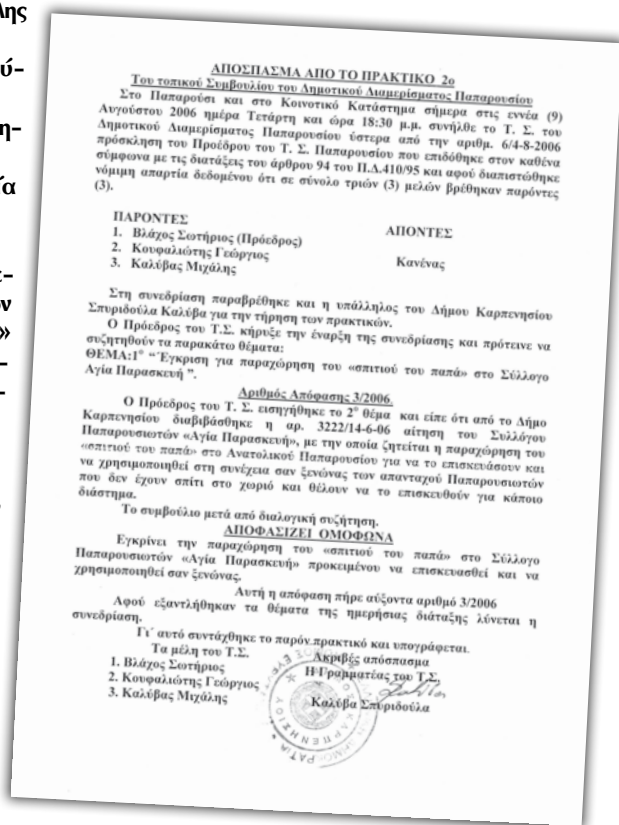 λης
ύ-
η-
ία
ε-
ων
»
-
-
ΑΠΟΣΠΑΣΜΑ ΑΠΟ ΤΟ ΠΡΑΚΤΙΚΟ 2ο
Του τοπικού Συμβουλίου του Δημοτικού Διαμερίσματος Παπαρουσίου
Στο Παπαρούσι και στο Κοινοτικό Κατάστημα σήμερα στις εννέα (9)
Αυγούστου 2006 ημέρα Τετάρτη και ώρα 18:30 μ.μ. συνήλθε το Τ. Σ. του
Δημοτικού Διαμερίσματος Παπαρουσίου ύστερα από την αριθμ. 6/4-8-2006
πρόσκληση του Προέδρου του Τ. Σ. Παπαρουσίου που επιδόθηκε στον καθένα
σύμφωνα με τις διατάξεις του άρθρου 94 του Π.Δ.410/95 και αφού διαπιστώθηκε
νόμιμη απαρτία δεδομένου ότι σε σύνολο τριών (3) μελών βρέθηκαν παρόντες
(3).
ΠΑΡΟΝΤΕΣ ΑΠΟΝΤΕΣ
1. Βλάχος Σωτήριος (Πρόεδρος)
2. Κουφαλιώτης Γεώργιος Κανένας
3. Καλύβας Μιχάλης
Στη συνεδρίαση παραβρέθηκε και η υπάλληλος του Δήμου Καρπενησίου
Σπυριδούλα Καλύβα για την τήρηση των πρακτικών.
Ο Πρόεδρος του Τ.Σ. κήρυξε την έναρξη της συνεδρίασης και πρότεινε να
συζητηθούν τα παρακάτω θέματα:
ΘΕΜΑ:1° “Έγκριση για παραχώρηση του «σπιτιού του παπά» στο Σύλλογο
Αγία Παρασκευή ”.
Αριθμός Απόφασης 3/2006.
Ο Πρόεδρος του Τ. Σ. εισηγήθηκε το 2° θέμα και είπε ότι από το Δήμο
Καρπενησίου διαβιβάσθηκε η αρ. 3222/14-6-06 αίτηση του Συλλόγου
Παπαρουσιωτών «Αγία Παρασκευή», με την οποία ζητείται η παραχώρηση του
«σπιτιού του παπά» στο Ανατολικού Παπαρουσίου για να το επισκευάσουν και
να χρησιμοποιηθεί στη συνέχεια σαν ξενώνας των απανταχού Παπαρουσιωτών
που δεν έχουν σπίτι στο χωριό και θέλουν να το επισκευθούν για κάποιο
διάστημα.
Το συμβούλιο μετά από διαλογική συζήτηση.
ΑΠΟΦΑΣΙΖΕΙ ΟΜΟΦΩΝΑ
Εγκρίνει την παραχώρηση του «σπιτιού του παπά» στο Σύλλογο
Παπαρουσιωτών «Αγία Παρασκευή» προκειμένου να επισκευασθεί και να
χρησιμοποιηθεί σαν ξενώνας.
Αυτή η απόφαση πήρε αύξοντα αριθμό 3/2006
Αφού εξαντλήθηκαν τα θέματα της ημερήσιας διάταξης λύνεται η
συνεδρίαση.
Γι΄ αυτό συντάχθηκε το παρόν πρακτικό και υπογράφεται.
Τα μέλη του Τ.Σ. Ακριβές απόσπασμα
1. Βλάχος Σωτήριος Η Γραμματέας του Τ.Σ.
2. Κουφαλιώτης Γεώργιος
3. Καλύβας Μιχάλης Καλύβα Σπυριδούλα